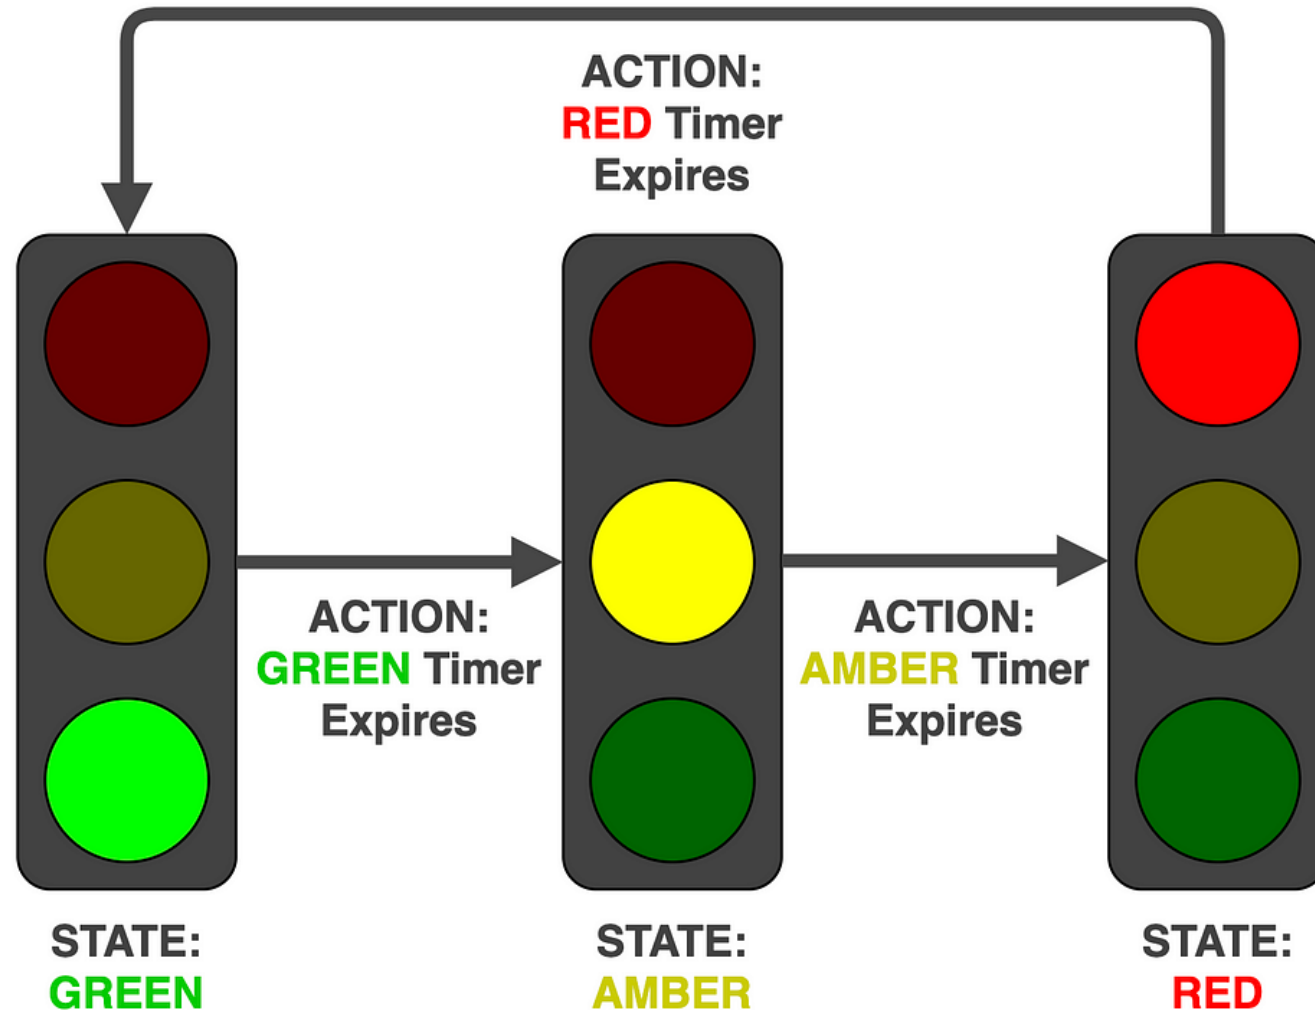 ACTION:
RED Timer
Expires
ACTION:
GREEN Timer
Expires
ACTION:
AMBER Timer
Expires
STATE:
GREEN
STATE:
AMBER
STATE:
RED